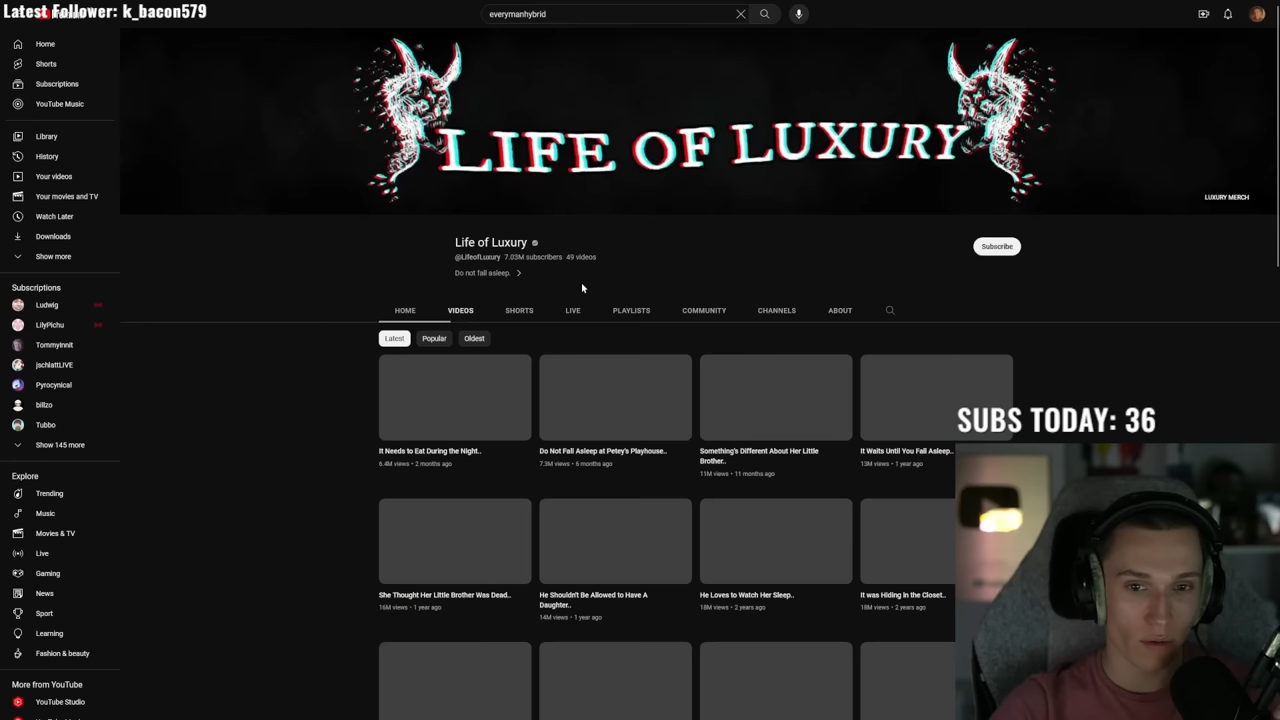 Latest Follower: k_bacon579
everymanhybrid
Home
Shorts
Subscriptions
YouTube Music
Library
History
Your videos
Your movies and TV
Watch Later
Downloads
Show more
Subscriptions
Ludwig
LilyPichu
TommyInnit
jschlattLIVE
Pyrocynical
billzo
Tubbo
Show 145 more
Explore
Trending
Music
Movies & TV
Live
Gaming
News
Sport
Learning
Fashion & beauty
More from YouTube
YouTube Studio
LIFE OF LUXURY
LUXURY MERCH
Life of Luxury
@LifeofLuxury 7.03M subscribers 49 videos
Do not fall asleep.
Subscribe
HOME VIDEOS SHORTS LIVE PLAYLISTS COMMUNITY CHANNELS ABOUT
Latest Popular Oldest
It Needs to Eat During the Night..
6.4M views • 2 months ago
Do Not Fall Asleep at Petey's Playhouse..
7.3M views • 6 months ago
Something's Different About Her Little
Brother..
11M views • 11 months ago
It Waits Until You Fall Asleep..
13M views • 1 year ago
She Thought Her Little Brother Was Dead..
16M views • 1 year ago
He Shouldn't Be Allowed to Have A
Daughter..
14M views • 1 year ago
He Loves to Watch Her Sleep..
18M views • 2 years ago
It was Hiding in the Closet..
18M views • 2 years ago
SUBS TODAY: 36